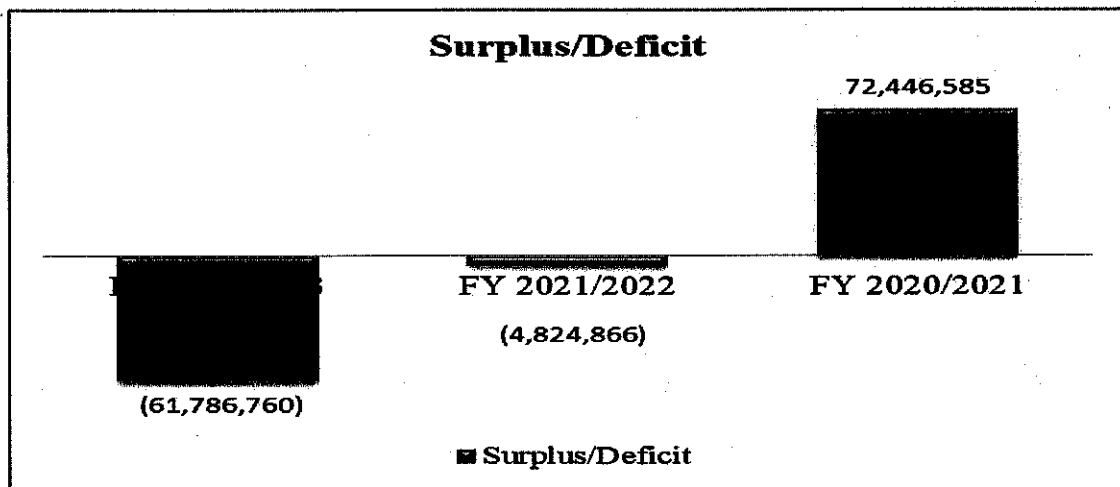 Surplus/Deficit
72,446,585
FY 2021/2022
FY 2020/2021
(4,824,866)
(61,786,760)
Surplus/Deficit